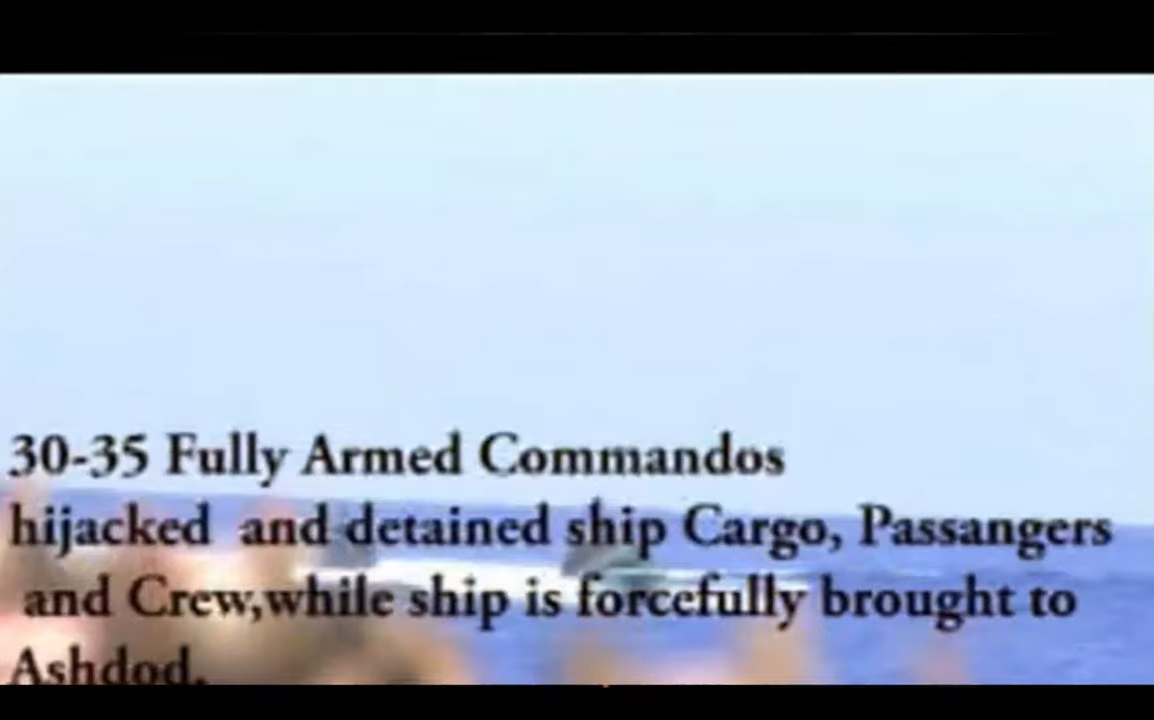 30-35 Fully Armed Commandos
hijacked and detained ship Cargo, Passangers
and Crew,while ship is forcefully brought to
Ashdod.